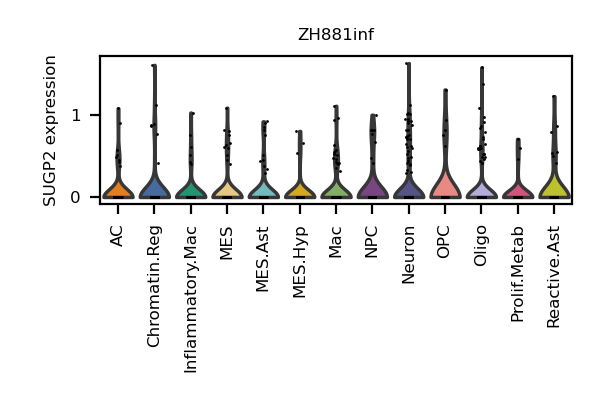 ZH881inf
SUGP2 expression
1
0
AC
Chromatin.Reg
Inflammatory.Mac
MES
MES.Ast
MES.Hyp
Mac
NPC
Neuron
OPC
Oligo
Prolif.Metab
Reactive.Ast